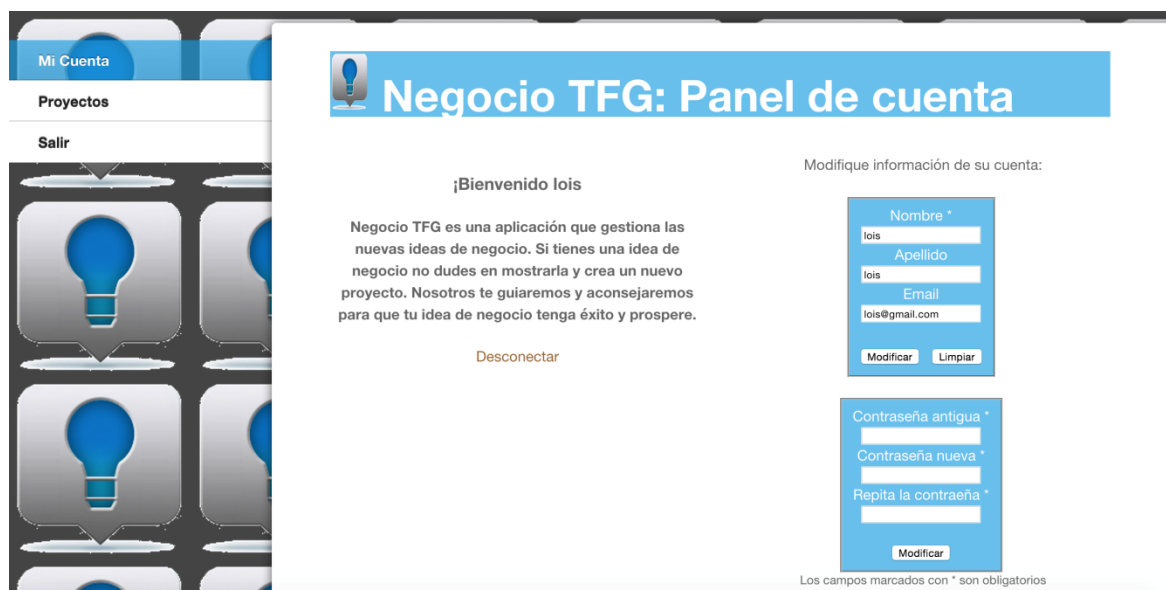 Mi Cuenta
Proyectos
Salir
Negocio TFG: Panel de cuenta
¡Bienvenido lois
Negocio TFG es una aplicación que gestiona las
nuevas ideas de negocio. Si tienes una idea de
negocio no dudes en mostrarla y crea un nuevo
proyecto. Nosotros te guiaremos y aconsejaremos
para que tu idea de negocio tenga éxito y prospere.
Desconectar
Modifique información de su cuenta:
Nombre *
lois
Apellido
lois
Email
lois@gmail.com
Modificar Limpiar
Contraseña antigua *
Contraseña nueva *
Repita la contraeña *
Modificar
Los campos marcados con * son obligatorios